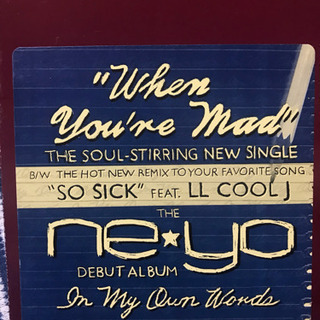 "When
You're Mad"
THE SOUL-STIRRING NEW SINGLE
B/W THE HOT NEW REMIX TO YOUR FAVORITE SONG
"SO SICK" FEAT. LL COOL J
THE
ne★yo
DEBUT ALBUM
In My Own Words